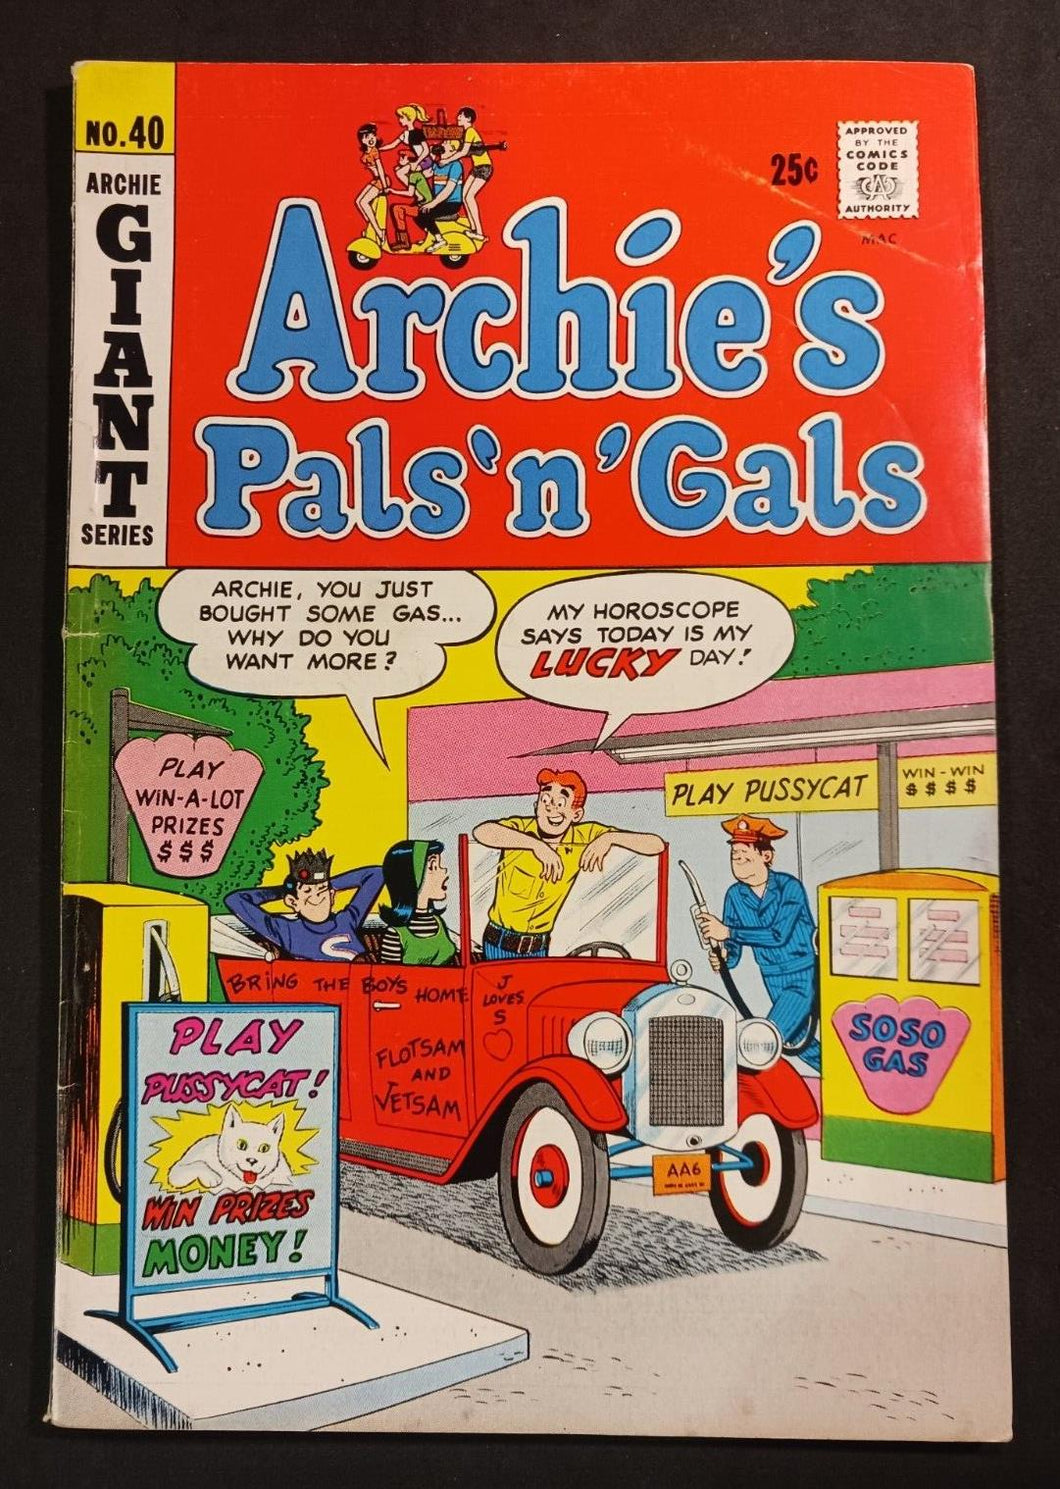 NO. 40
ARCHIE
GIANT
SERIES
25¢
APPROVED
BY THE
COMICS
CODE
CA
AUTHORITY
MAC
Archie's
Pals 'n' Gals
ARCHIE, YOU JUST
BOUGHT SOME GAS...
WHY DO YOU
WANT MORE?
MY HOROSCOPE
SAYS TODAY IS MY
LUCKY DAY!
PLAY
WIN-A-LOT
PRIZES
$ $ $
PLAY PUSSYCAT
WIN-WIN
$ $ $ $
S
BRING THE BOYS HOME
J
LOVES
S
FLOTSAM
AND
JETSAM
SOSO
GAS
AA6
PLAY
PUSSYCAT!
WIN PRIZES
MONEY!